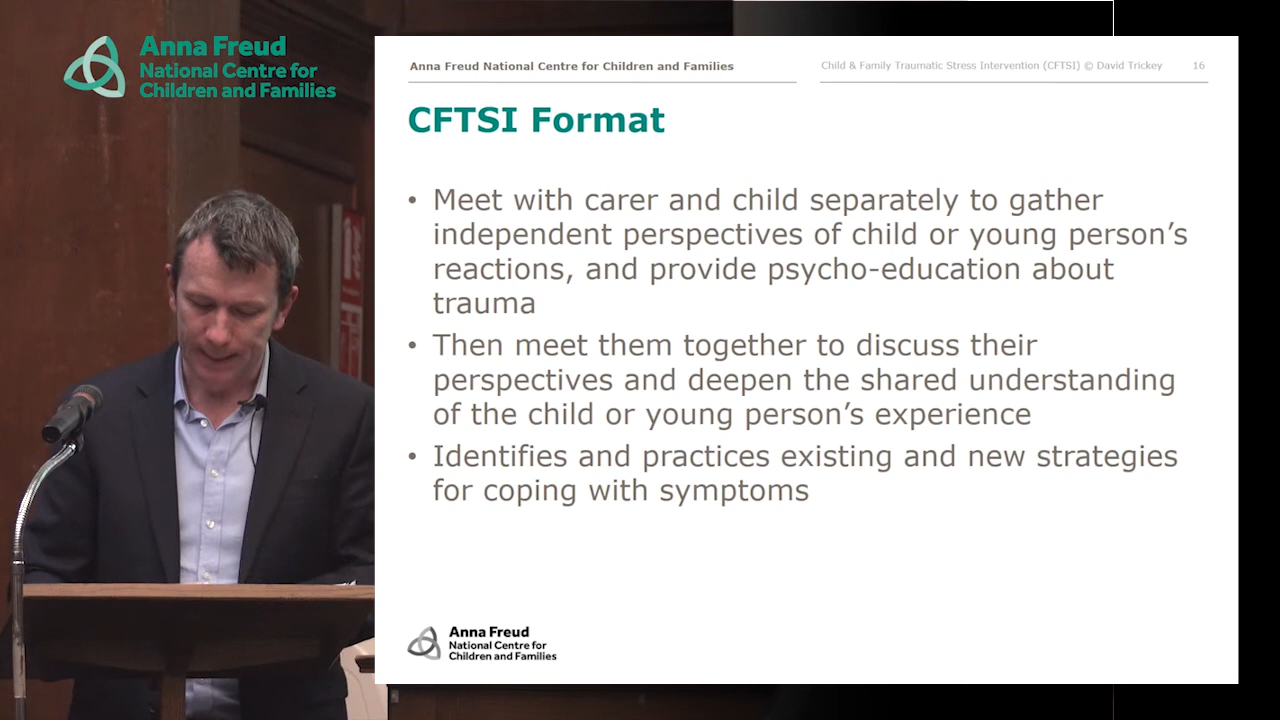 Anna Freud
National Centre for
Children and Families
Anna Freud National Centre for Children and Families
Child & Family Traumatic Stress Intervention (CFTSI) © David Trickey 16
CFTSI Format
• Meet with carer and child separately to gather
independent perspectives of child or young person’s
reactions, and provide psycho-education about
trauma
• Then meet them together to discuss their
perspectives and deepen the shared understanding
of the child or young person’s experience
• Identifies and practices existing and new strategies
for coping with symptoms
Anna Freud
National Centre for
Children and Families